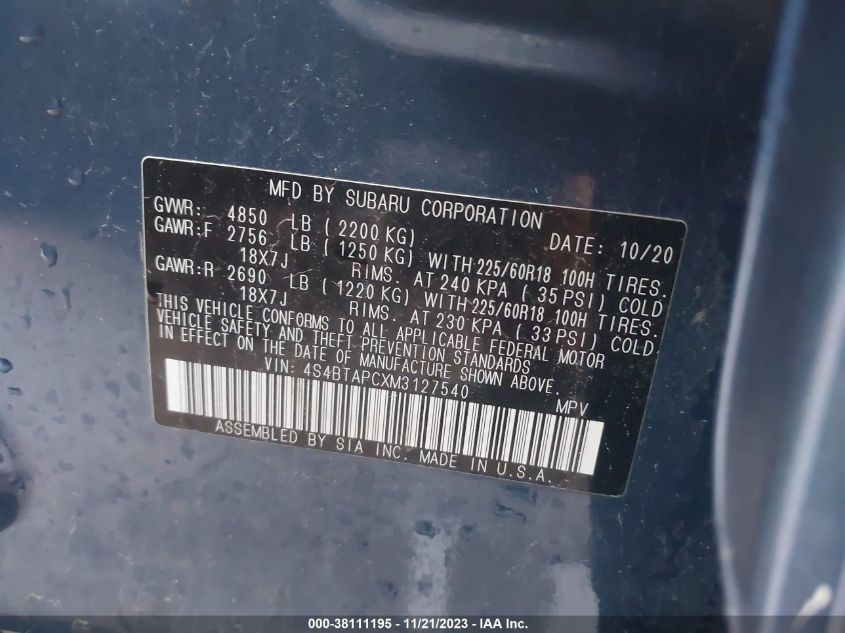 MFD BY SUBARU CORPORATION
GVWR: 4850 LB ( 2200 KG) DATE: 10/20
GAWR:F 2756 LB ( 1250 KG) WITH 225/60R18 100H TIRES.
18X7J RIMS. AT 240 KPA ( 35 PSI) COLD
GAWR:R 2690 LB ( 1220 KG) WITH 225/60R18 100H TIRES.
18X7J RIMS. AT 230 KPA ( 33 PSI) COLD.
THIS VEHICLE CONFORMS TO ALL APPLICABLE FEDERAL MOTOR
VEHICLE SAFETY AND THEFT PREVENTION STANDARDS
IN EFFECT ON THE DATE OF MANUFACTURE SHOWN ABOVE.
VIN: 4S4BTAPCXM3127540 MPV
ASSEMBLED BY SIA INC. MADE IN U.S.A.
000-38111195 - 11/21/2023 - IAA Inc.